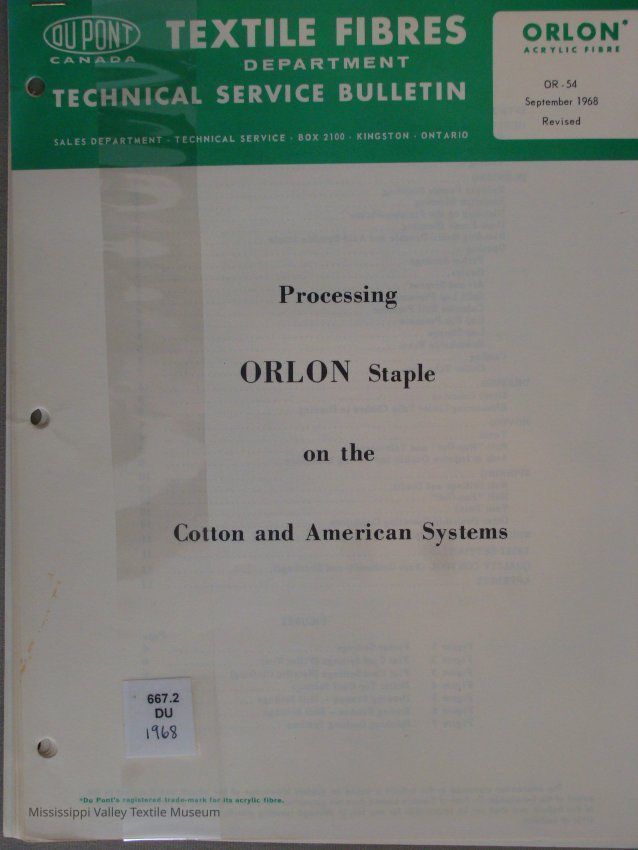 DU PONT
CANADA
TEXTILE FIBRES
DEPARTMENT
TECHNICAL SERVICE BULLETIN
SALES DEPARTMENT - TECHNICAL SERVICE - BOX 2100 - KINGSTON - ONTARIO
ORLON*
ACRYLIC FIBRE
OR-54
September 1968
Revised
Processing
ORLON Staple
on the
Cotton and American Systems
667.2
DU
1968
*Du Pont's registered trade-mark for its acrylic fibre.
Mississippi Valley Textile Museum